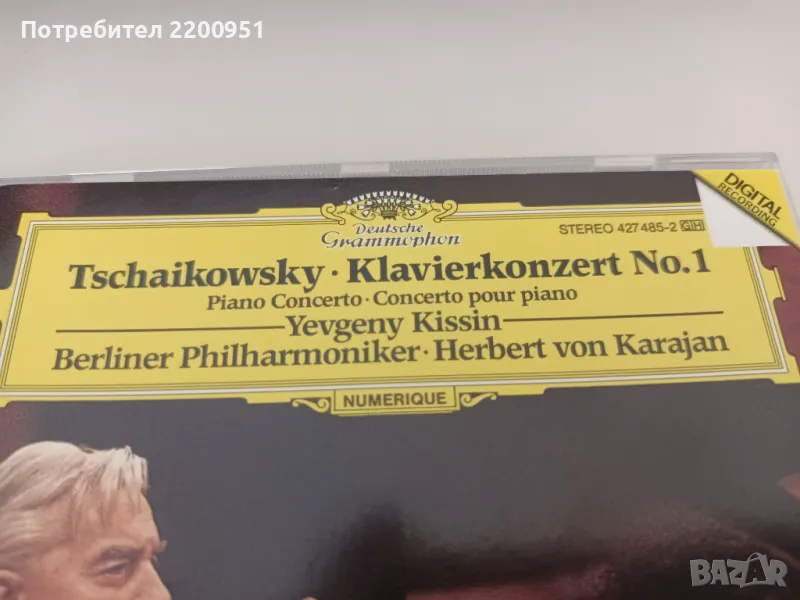 Потребител 2200951
Deutsche
Grammophon
STEREO 427 485-2 GH
DIGITAL
RECORDING
Tschaikowsky · Klavierkonzert No. 1
Piano Concerto · Concerto pour piano
Yevgeny Kissin
Berliner Philharmoniker · Herbert von Karajan
NUMERIQUE
BAZAR